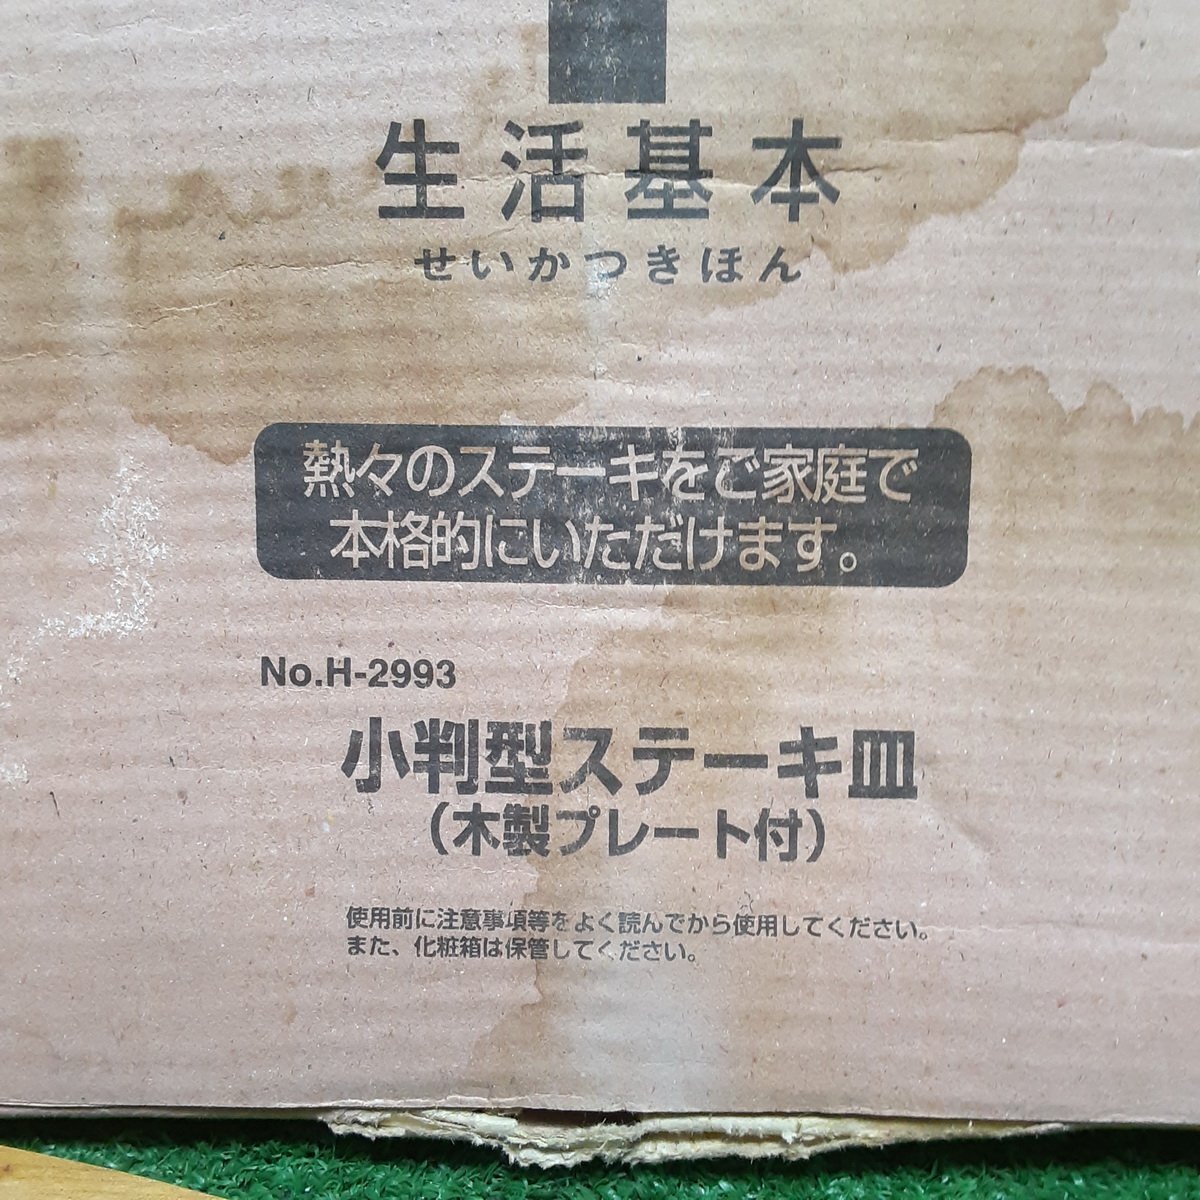 生活基本
せいかつきほん
熱々のステーキをご家庭で
本格的にいただけます。
No.H-2993
小判型ステーキ皿
（木製プレート付）
使用前に注意事項等をよく読んでから使用してください。
また、化粧箱は保管してください。